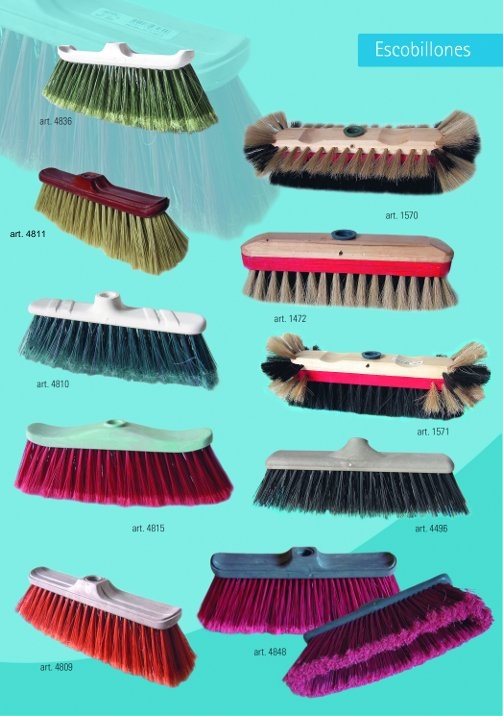 Escobillones
art. 4836
art. 1570
art. 4811
art. 1472
art. 4810
art. 1571
art. 4815
art. 4496
art. 4848
art. 4809